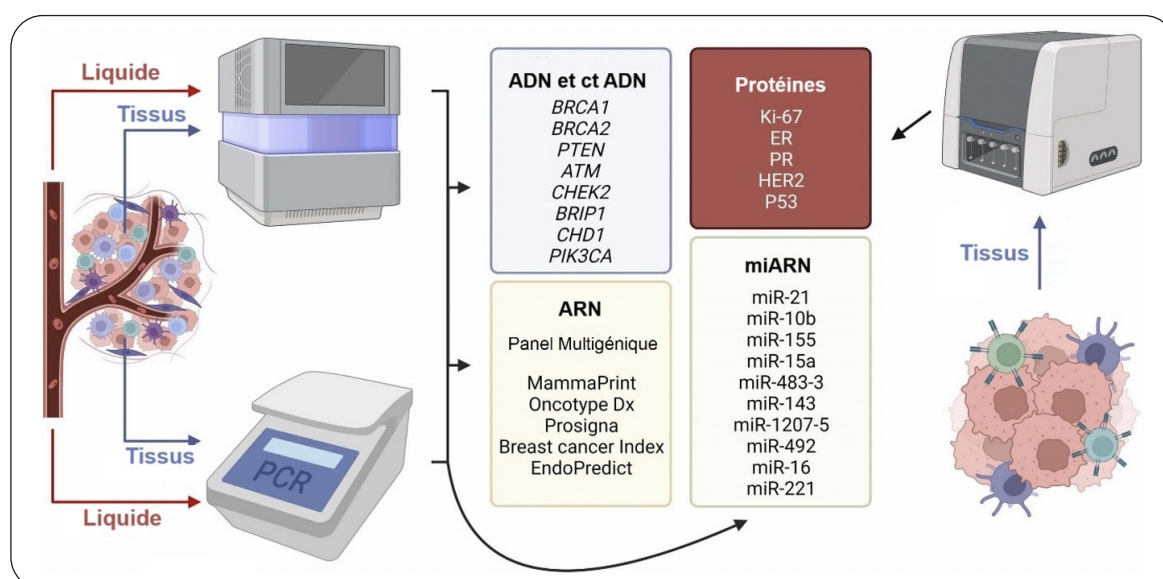 Liquide
Tissus
Tissus
PCR
Liquide
ADN et ct ADN
BRCA1
BRCA2
PTEN
ATM
CHEK2
BRIP1
CHD1
PIK3CA
ARN
Panel Multigénique
MammaPrint
Oncotype Dx
Prosigna
Breast cancer Index
EndoPredict
Protéines
Ki-67
ER
PR
HER2
P53
miARN
miR-21
miR-10b
miR-155
miR-15a
miR-483-3
miR-143
miR-1207-5
miR-492
miR-16
miR-221
Tissus